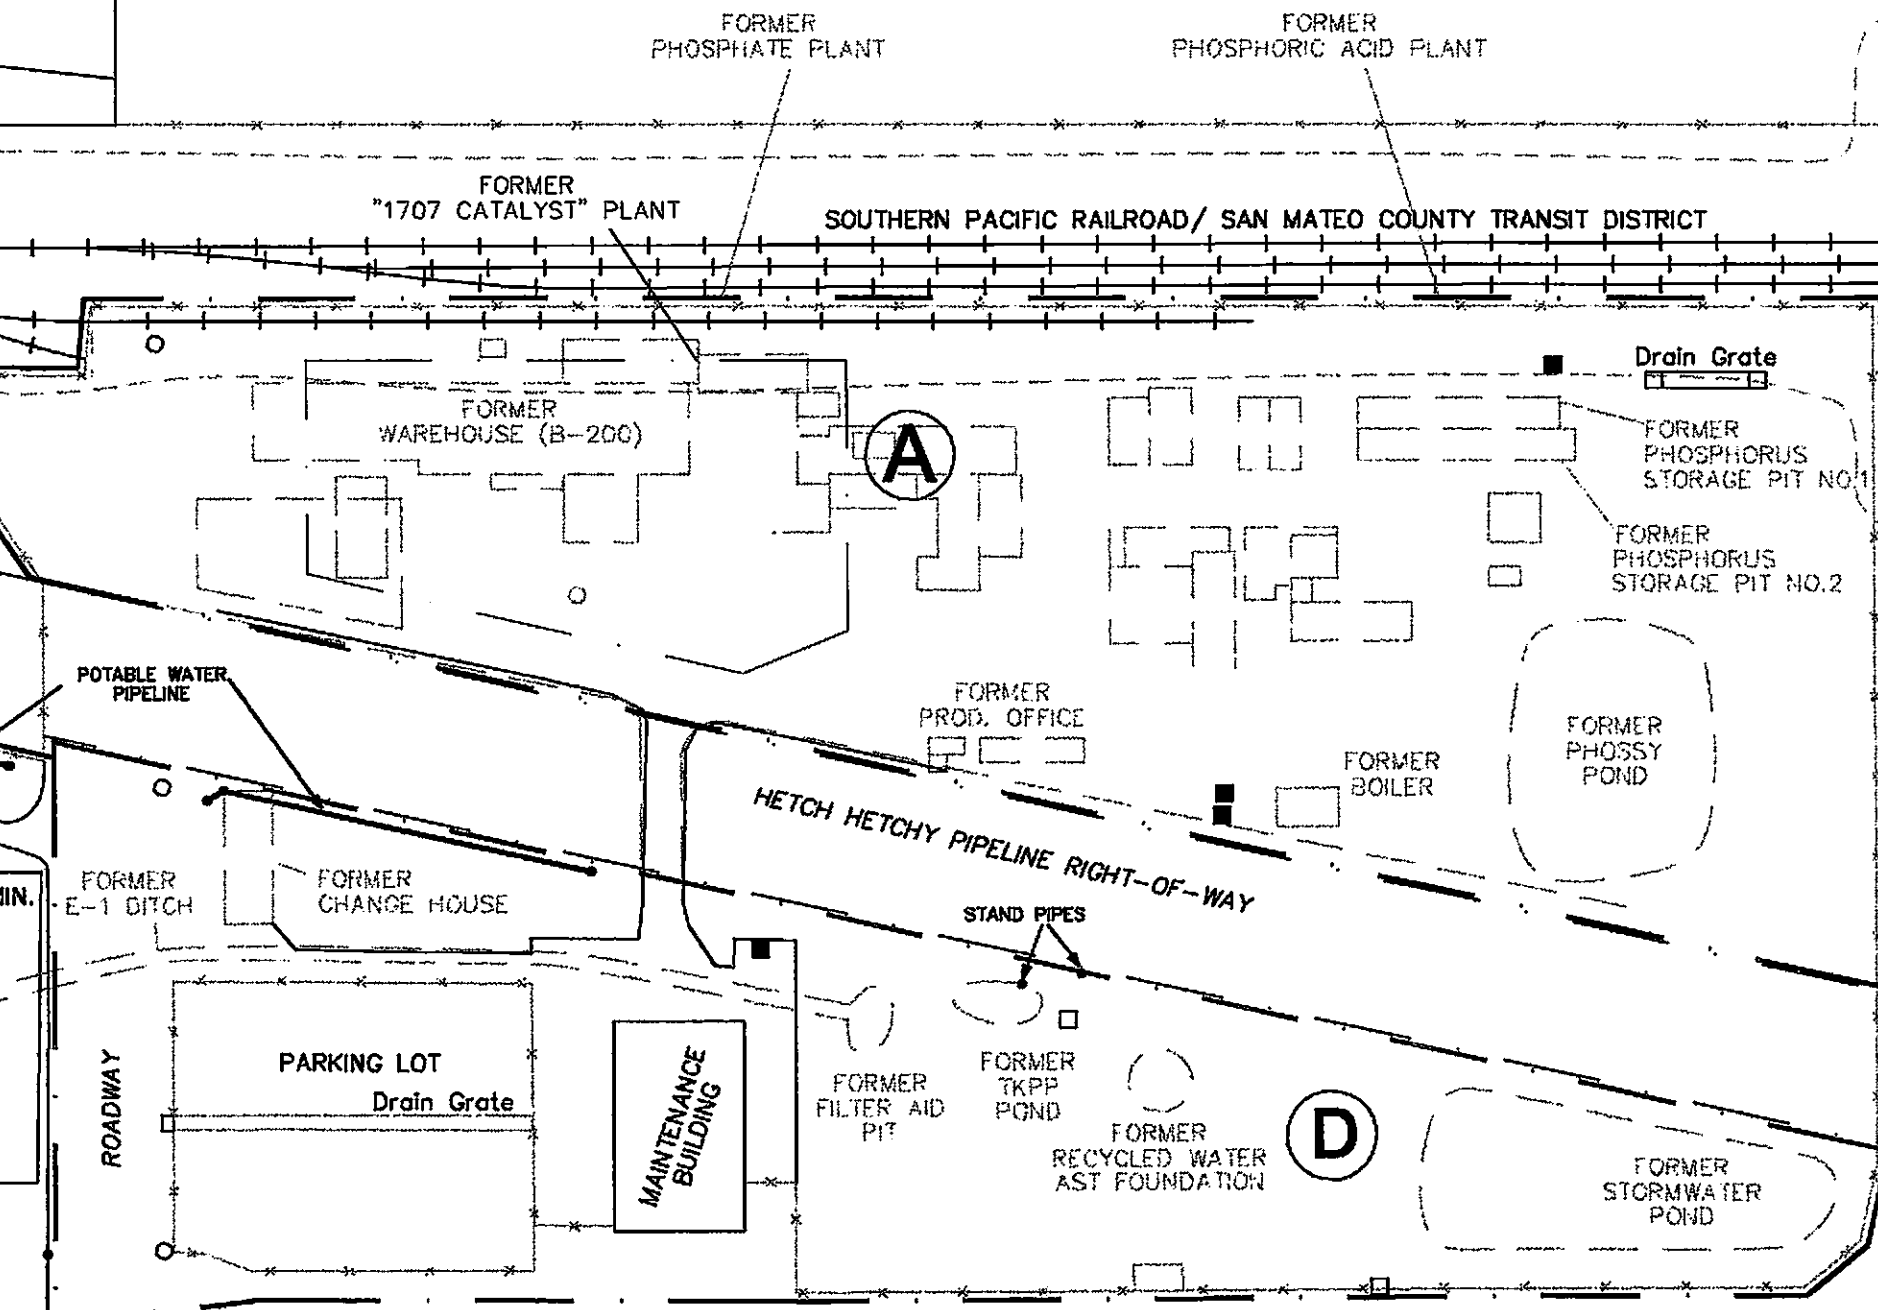 FORMER
PHOSPHATE PLANT
FORMER
PHOSPHORIC ACID PLANT
FORMER
"1707 CATALYST" PLANT
SOUTHERN PACIFIC RAILROAD/ SAN MATEO COUNTY TRANSIT DISTRICT
Drain Grate
FORMER
WAREHOUSE (B-200)
A
FORMER
PHOSPHORUS
STORAGE PIT NO.1
FORMER
PHOSPHORUS
STORAGE PIT NO.2
POTABLE WATER
PIPELINE
FORMER
PROD. OFFICE
FORMER
PHOSSY
POND
FORMER
BOILER
HETCH HETCHY PIPELINE RIGHT-OF-WAY
FORMER
E-1 DITCH
FORMER
CHANGE HOUSE
STAND PIPES
ROADWAY
PARKING LOT
Drain Grate
MAINTENANCE
BUILDING
FORMER
FILTER AID
PIT
FORMER
TKPP
POND
FORMER
RECYCLED WATER
AST FOUNDATION
D
FORMER
STORMWATER
POND